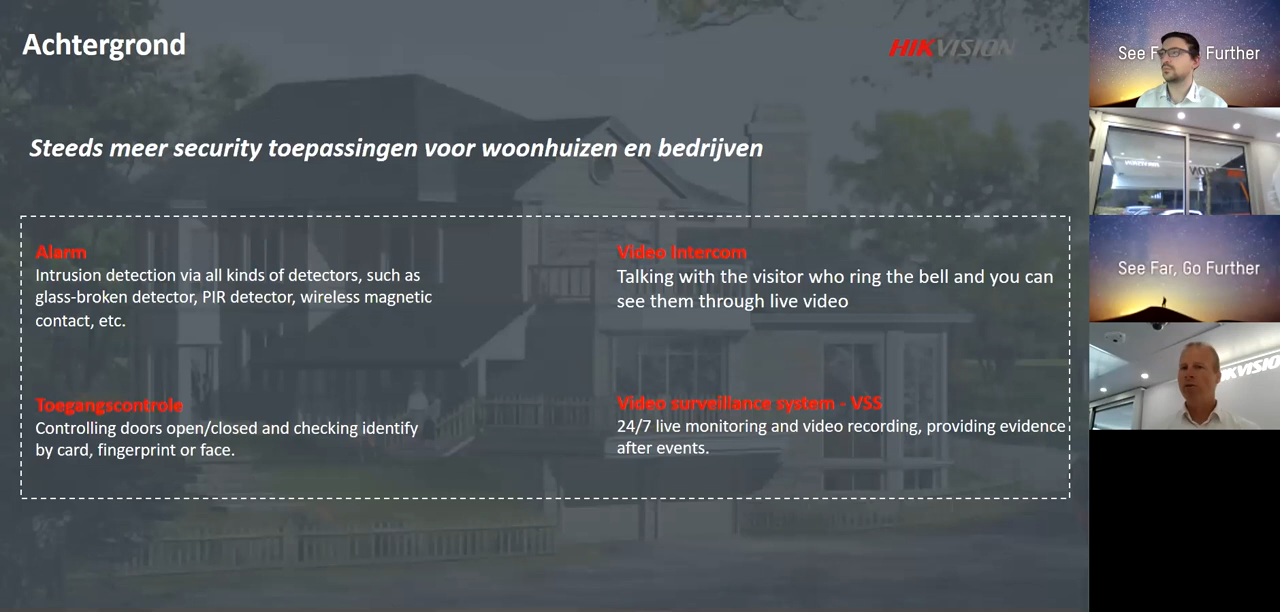 Achtergrond
HIKVISION
Steeds meer security toepassingen voor woonhuizen en bedrijven
Alarm
Intrusion detection via all kinds of detectors, such as
glass-broken detector, PIR detector, wireless magnetic
contact, etc.
Video Intercom
Talking with the visitor who ring the bell and you can
see them through live video
Toegangscontrole
Controlling doors open/closed and checking identify
by card, fingerprint or face.
Video surveillance system - VSS
24/7 live monitoring and video recording, providing evidence
after events.
See Further
See Far, Go Further
HIKVISION